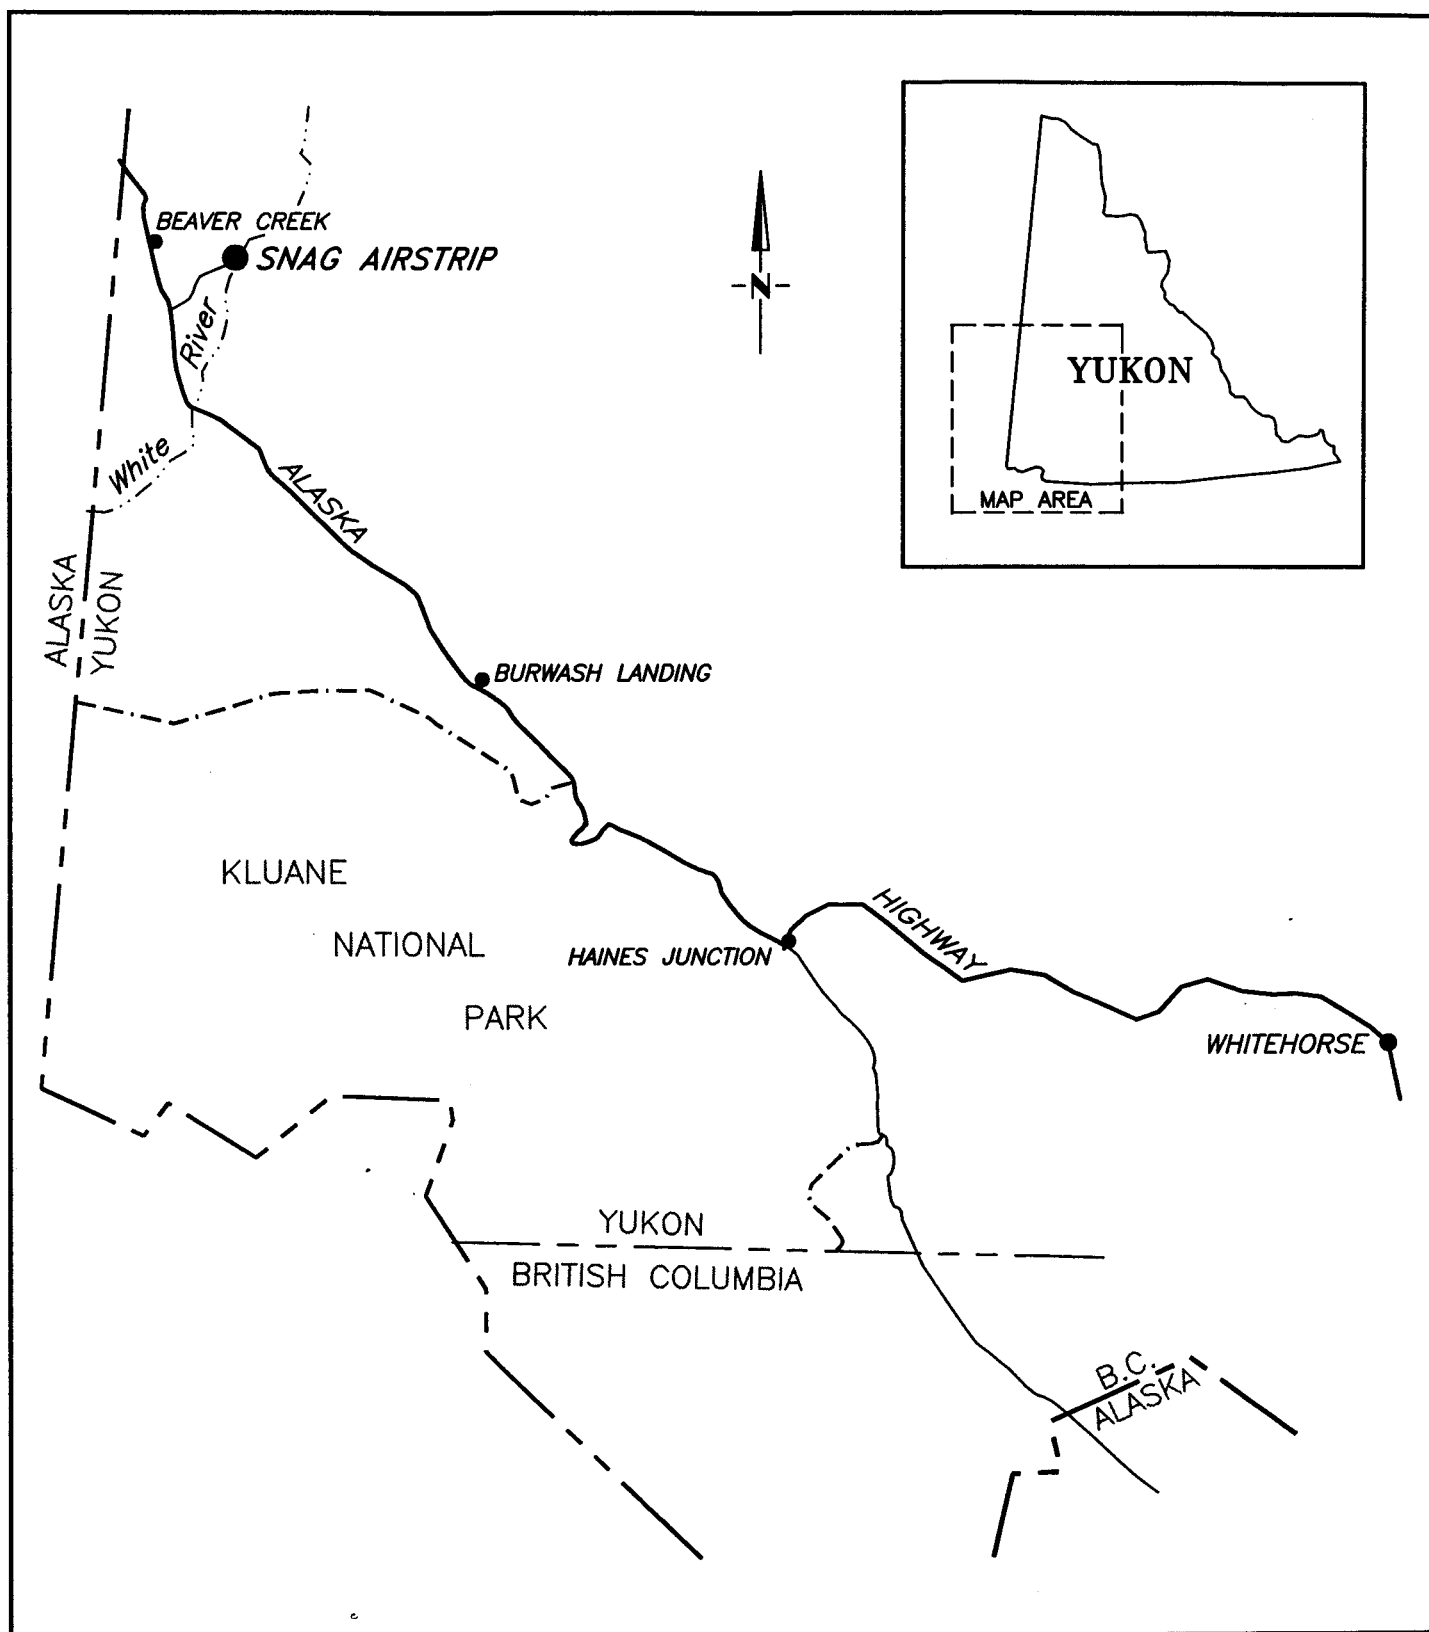 BEAVER CREEK
SNAG AIRSTRIP
N
River
White
ALASKA
YUKON
MAP AREA
ALASKA
YUKON
BURWASH LANDING
KLUANE
NATIONAL
PARK
HIGHWAY
HAINES JUNCTION
WHITEHORSE
YUKON
BRITISH COLUMBIA
B.C.
ALASKA